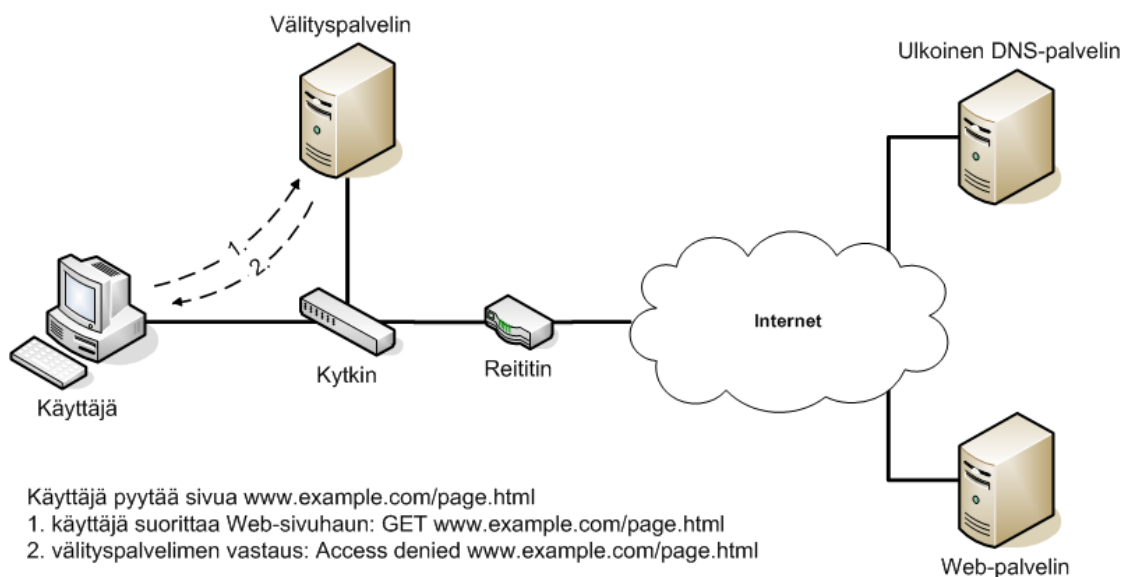 Välityspalvelin
Ulkoinen DNS-palvelin
1.
2.
Internet
Kytkin
Reititin
Käyttäjä
Käyttäjä pyytää sivua www.example.com/page.html
1. käyttäjä suorittaa Web-sivuhaun: GET www.example.com/page.html
2. välityspalvelimen vastaus: Access denied www.example.com/page.html
Web-palvelin